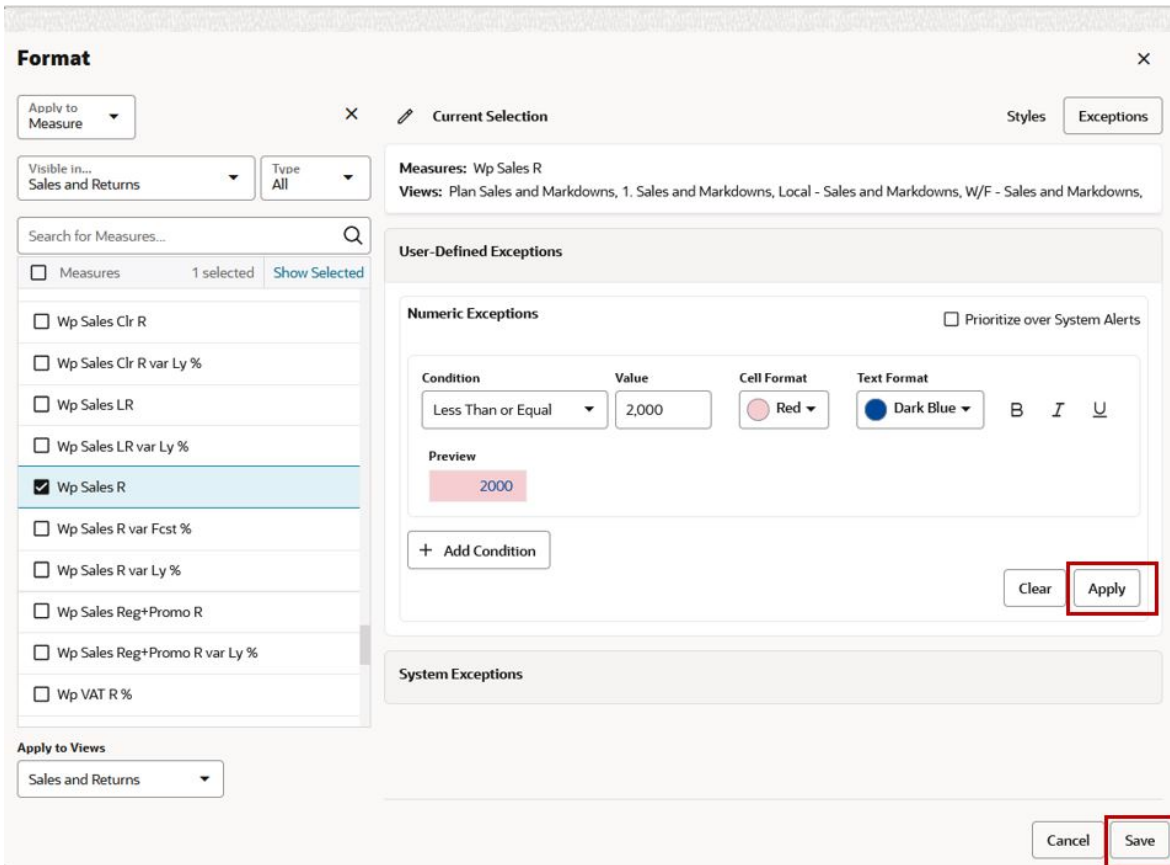 Format
Apply to
Measure
Visible in...
Sales and Returns
Type
All
Search for Measures...
Measures 1 selected Show Selected
Wp Sales Clr R
Wp Sales Clr R var Ly %
Wp Sales LR
Wp Sales LR var Ly %
Wp Sales R
Wp Sales R var Fcst %
Wp Sales R var Ly %
Wp Sales Reg+Promo R
Wp Sales Reg+Promo R var Ly %
Wp VAT R %
Apply to Views
Sales and Returns
Current Selection Styles Exceptions
Measures: Wp Sales R
Views: Plan Sales and Markdowns, 1. Sales and Markdowns, Local - Sales and Markdowns, W/F - Sales and Markdowns,
User-Defined Exceptions
Numeric Exceptions Prioritize over System Alerts
Condition Value Cell Format Text Format
Less Than or Equal 2,000 Red Dark Blue B I U
Preview
2000
+ Add Condition
Clear Apply
System Exceptions
Cancel Save